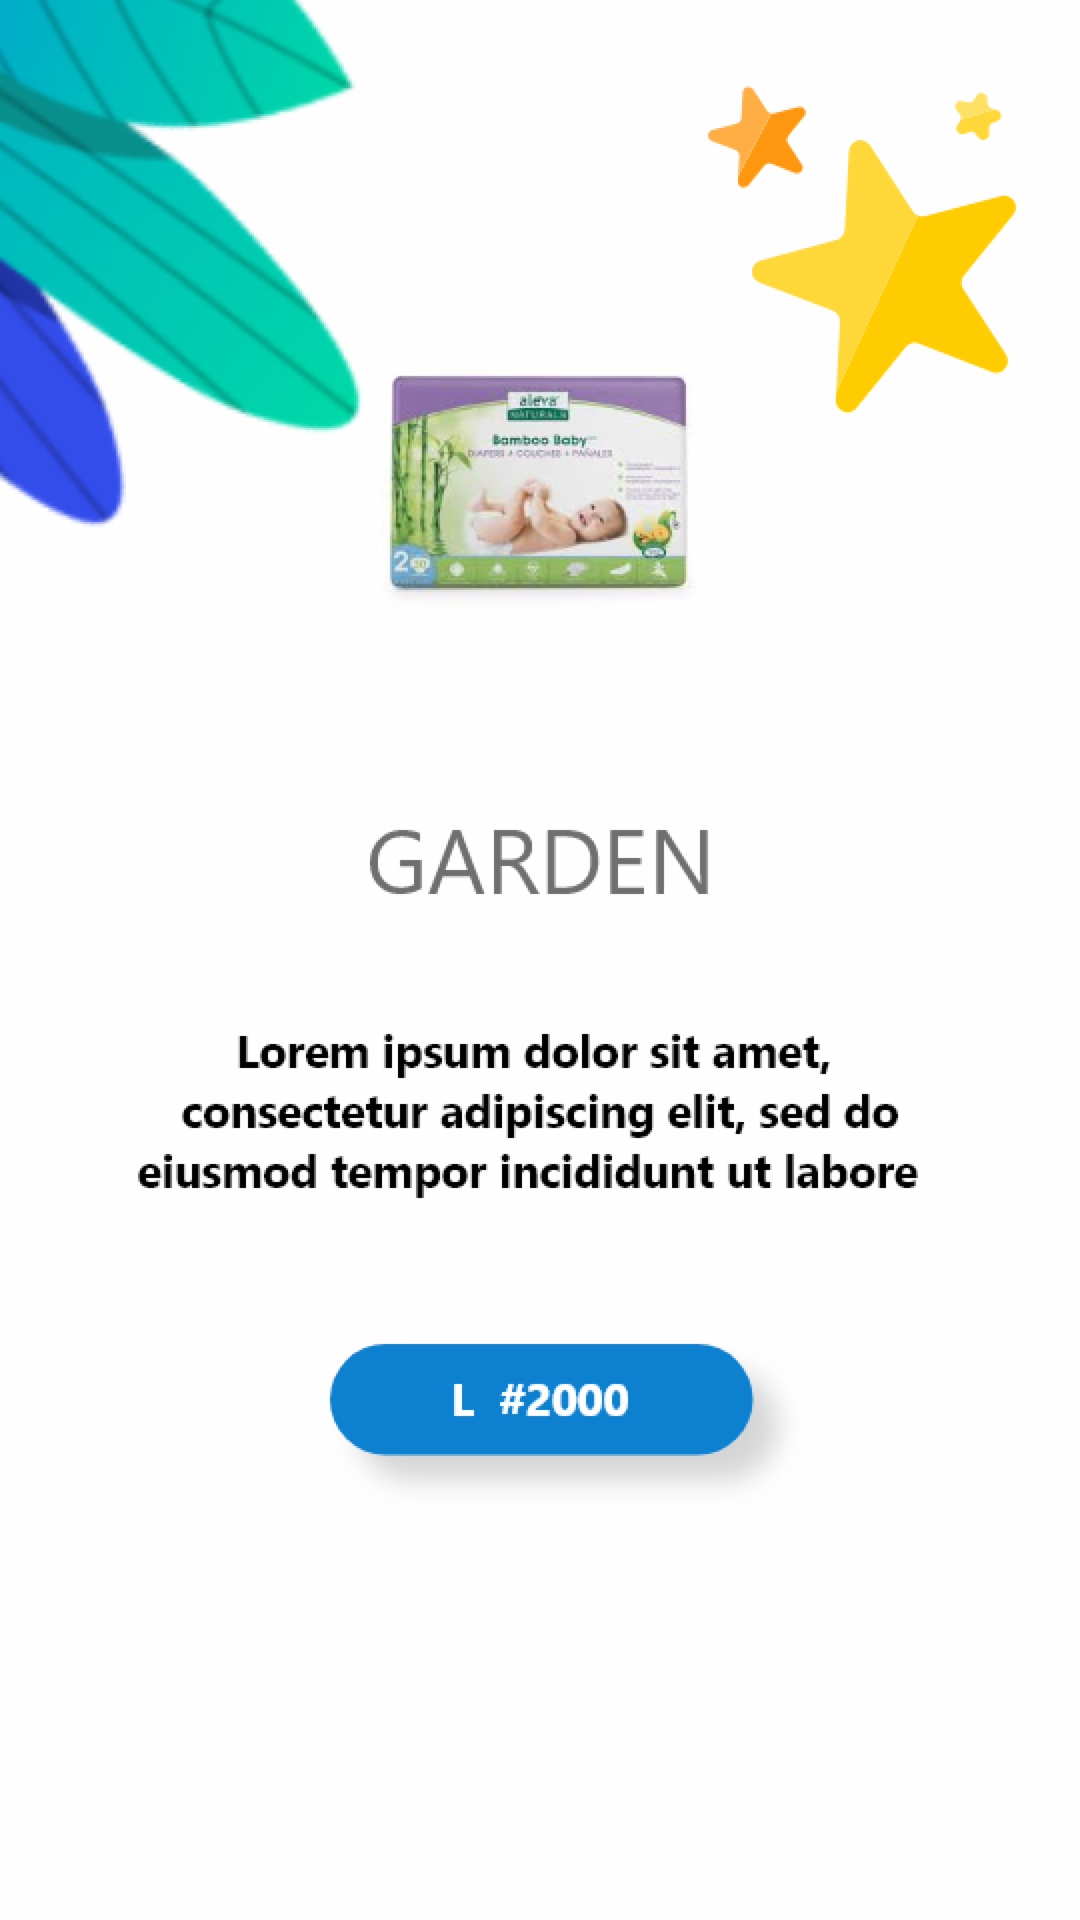 aleva
NATURALS
Bamboo Baby
DIAPERS • COUCHES • PAÑALES
2
GARDEN
Lorem ipsum dolor sit amet,
consectetur adipiscing elit, sed do
eiusmod tempor incididunt ut labore
L #2000